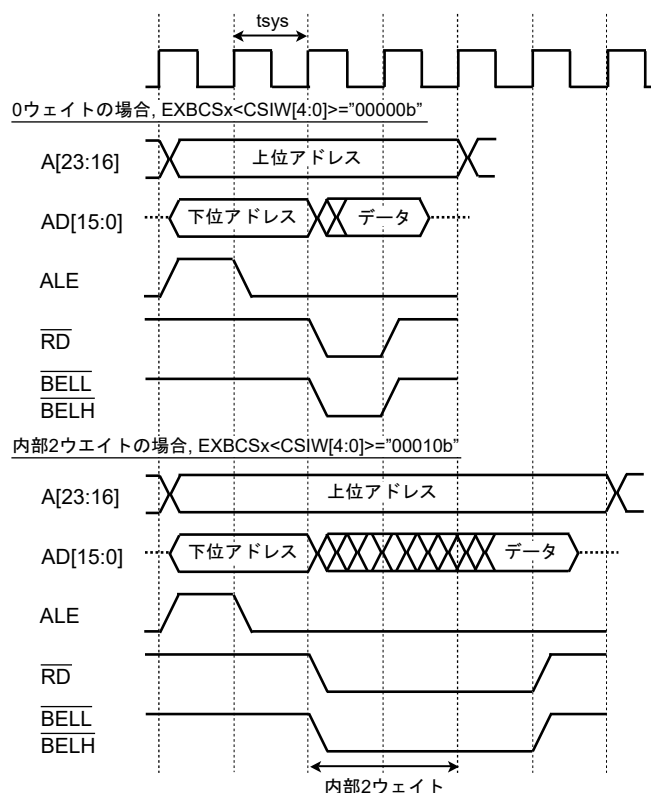 tsys
0ウェイトの場合, EXBCSx<CSIW[4:0]>="00000b"
A[23:16]
上位アドレス
AD[15:0]
下位アドレス
データ
ALE
RD
BELL
BELH
内部2ウエイトの場合, EXBCSx<CSIW[4:0]>="00010b"
A[23:16]
上位アドレス
AD[15:0]
下位アドレス
データ
ALE
RD
BELL
BELH
内部2ウェイト